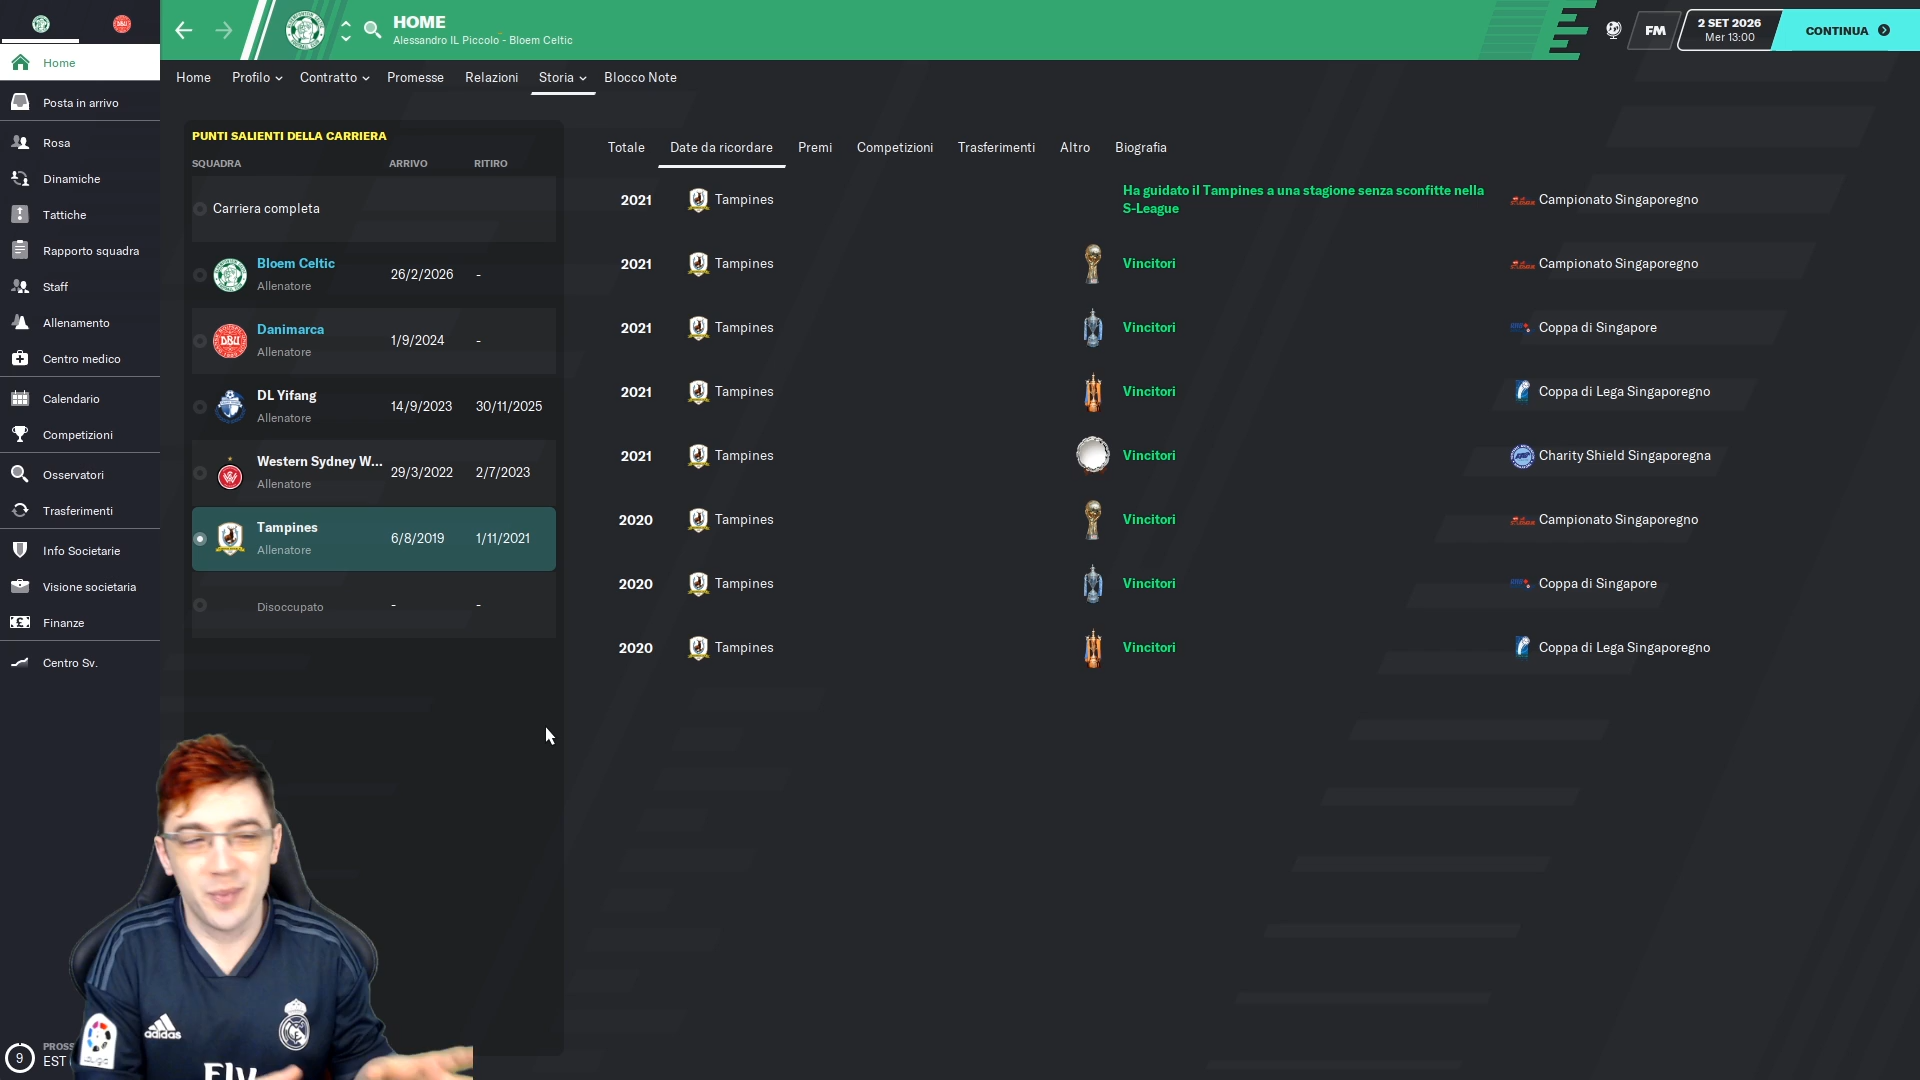 HOME
Alessandro IL Piccolo - Bloem Celtic
FM
2 SET 2026
Mer 13:00
CONTINUA
Home
Posta in arrivo
Rosa
Dinamiche
Tattiche
Rapporto squadra
Staff
Allenamento
Centro medico
Calendario
Competizioni
Osservatori
Trasferimenti
Info Societarie
Visione societaria
Finanze
Centro Sv.
Home Profilo Contratto Promesse Relazioni Storia Blocco Note
PUNTI SALIENTI DELLA CARRIERA
SQUADRA ARRIVO RITIRO
Carriera completa
Bloem Celtic
Allenatore
26/2/2026 -
Danimarca
Allenatore
1/9/2024 -
DL Yifang
Allenatore
14/9/2023 30/11/2025
Western Sydney W...
Allenatore
29/3/2022 2/7/2023
Tampines
Allenatore
6/8/2019 1/11/2021
Disoccupato - -
Totale Date da ricordare Premi Competizioni Trasferimenti Altro Biografia
2021 Tampines Ha guidato il Tampines a una stagione senza sconfitte nella
S-League
Campionato Singaporegno
2021 Tampines Vincitori Campionato Singaporegno
2021 Tampines Vincitori Coppa di Singapore
2021 Tampines Vincitori Coppa di Lega Singaporegno
2021 Tampines Vincitori Charity Shield Singaporegna
2020 Tampines Vincitori Campionato Singaporegno
2020 Tampines Vincitori Coppa di Singapore
2020 Tampines Vincitori Coppa di Lega Singaporegno
9
PROSS
EST
adidas
LaLiga
Fly
DBU